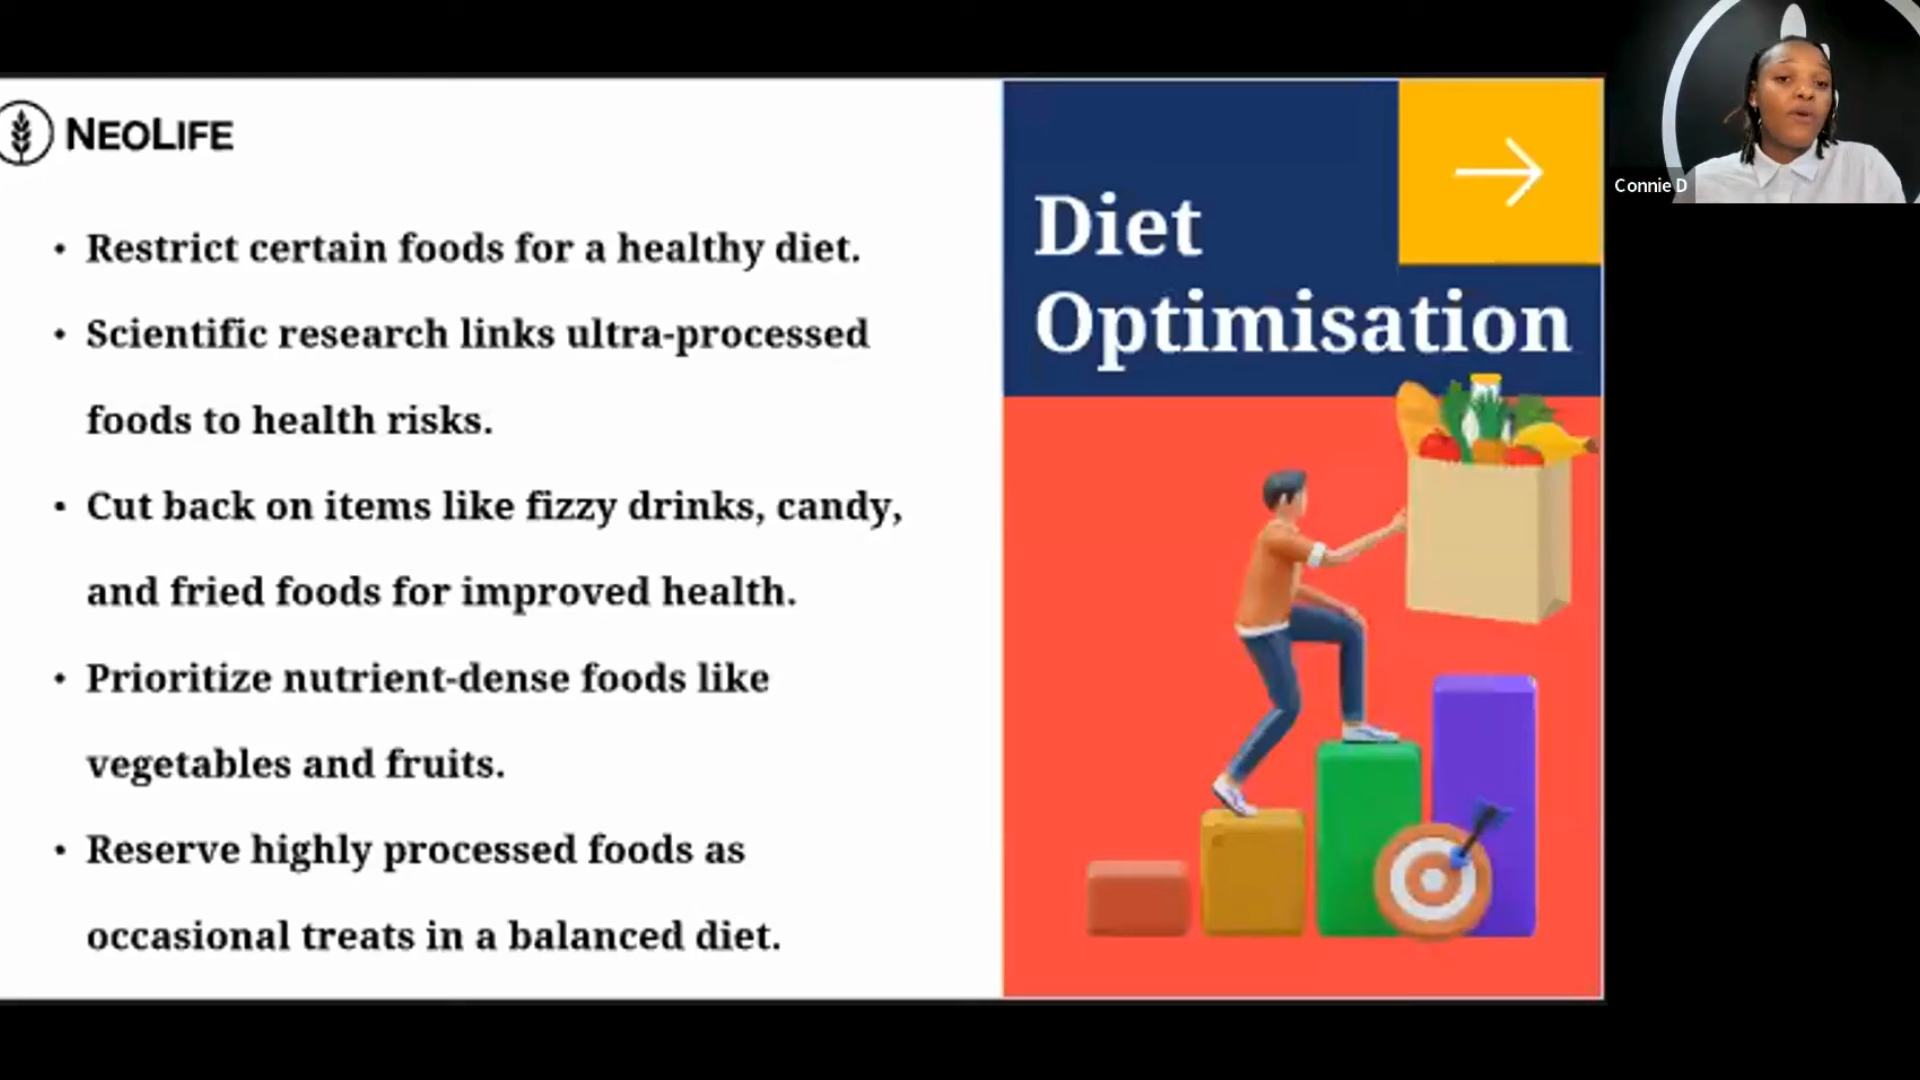 NEOLIFE
• Restrict certain foods for a healthy diet.
• Scientific research links ultra-processed
foods to health risks.
• Cut back on items like fizzy drinks, candy,
and fried foods for improved health.
• Prioritize nutrient-dense foods like
vegetables and fruits.
• Reserve highly processed foods as
occasional treats in a balanced diet.
Diet
Optimisation
Connie D